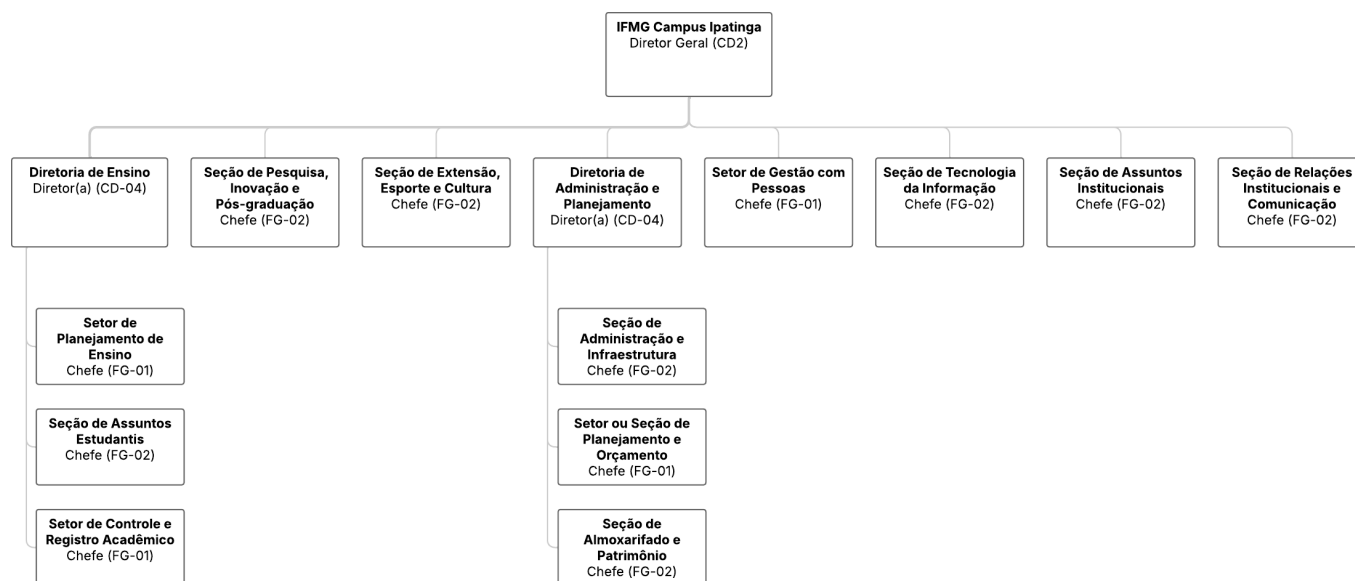 IFMG Campus Ipatinga
Diretor Geral (CD2)
Diretoria de Ensino
Diretor(a) (CD-04)
Seção de Pesquisa,
Inovação e
Pós-graduação
Chefe (FG-02)
Seção de Extensão,
Esporte e Cultura
Chefe (FG-02)
Diretoria de
Administração e
Planejamento
Diretor(a) (CD-04)
Setor de Gestão com
Pessoas
Chefe (FG-01)
Seção de Tecnologia
da Informação
Chefe (FG-02)
Seção de Assuntos
Institucionais
Chefe (FG-02)
Seção de Relações
Institucionais e
Comunicação
Chefe (FG-02)
Setor de
Planejamento de
Ensino
Chefe (FG-01)
Seção de Assuntos
Estudantis
Chefe (FG-02)
Setor de Controle e
Registro Acadêmico
Chefe (FG-01)
Seção de
Administração e
Infraestrutura
Chefe (FG-02)
Setor ou Seção de
Planejamento e
Orçamento
Chefe (FG-01)
Seção de
Almoxarifado e
Patrimônio
Chefe (FG-02)